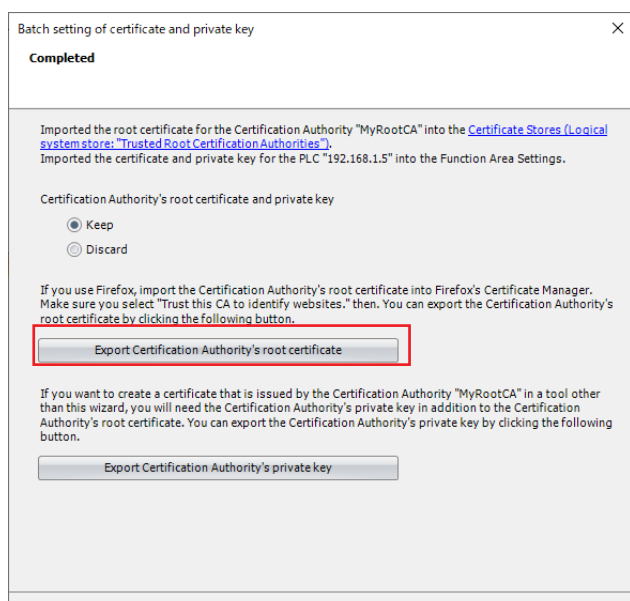 Batch setting of certificate and private key
Completed
Imported the root certificate for the Certification Authority "MyRootCA" into the Certificate Stores (Logical
system store: "Trusted Root Certification Authorities").
Imported the certificate and private key for the PLC "192.168.1.5" into the Function Area Settings.
Certification Authority's root certificate and private key
Keep
Discard
If you use Firefox, import the Certification Authority's root certificate into Firefox's Certificate Manager.
Make sure you select "Trust this CA to identify websites." then. You can export the Certification Authority's
root certificate by clicking the following button.
Export Certification Authority's root certificate
If you want to create a certificate that is issued by the Certification Authority "MyRootCA" in a tool other
than this wizard, you will need the Certification Authority's private key in addition to the Certification
Authority's root certificate. You can export the Certification Authority's private key by clicking the following
button.
Export Certification Authority's private key